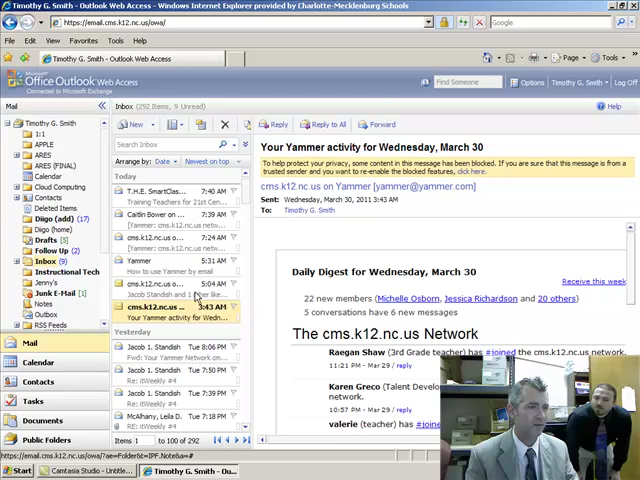 Timothy G. Smith - Outlook Web Access - Windows Internet Explorer provided by Charlotte-Mecklenburg Schools
https://email.cms.k12.nc.us/owa/
Google
File Edit View Favorites Tools Help
Timothy G. Smith - Outlook Web Access
Page Tools
Microsoft
Office Outlook Web Access
Connected to Microsoft Exchange
Find Someone
Options
Timothy G. Smith
Log Off
Mail
Inbox (292 Items, 9 Unread)
Help
Timothy G. Smith
1:1
APPLE
ARES
ARES (FINAL)
Calendar
Cloud Computing
Contacts
Deleted Items
Diigo (add) (17)
Diigo (home)
Drafts [5]
Follow Up (2)
Inbox (9)
Instructional Tech
Jenny's
Junk E-Mail [1]
Notes
Outbox
RSS Feeds
Mail
Calendar
Contacts
Tasks
Documents
Public Folders
New
Search Inbox
Arrange by: Date Newest on top
Today
T.H.E. SmartClas... 7:40 AM
Training Teachers for 21st Cen...
Caitlin Bower on ... 7:39 AM
[Yammer: cms.k12.nc.us netw...
cms.k12.nc.us o... 7:24 AM
[Yammer: cms.k12.nc.us netw...
Yammer 5:31 AM
How to use Yammer by email
cms.k12.nc.us o... 5:04 AM
Jacob Standish and 1 other like...
cms.k12.nc.us ... 3:43 AM
Your Yammer activity for Wedn...
Yesterday
Jacob 1. Standish Tue 8:06 PM
Fwd: Your Yammer Network is ...
Jacob 1. Standish Tue 7:48 PM
Re: itWeekly #4
Jacob 1. Standish Tue 7:39 PM
Re: itWeekly #4
McAlhany, Leila D. Tue 7:18 PM
Re: itWeekly #4
Items 1 to 100 of 292
Reply Reply to All Forward
Your Yammer activity for Wednesday, March 30
To help protect your privacy, some content in this message has been blocked. If you are sure that this message is from a
trusted sender and you want to re-enable the blocked features, click here.
cms.k12.nc.us on Yammer [yammer@yammer.com]
Sent: Wednesday, March 30, 2011 3:43 AM
To: Timothy G. Smith
Daily Digest for Wednesday, March 30
Receive this week
22 new members (Michelle Osborn, Jessica Richardson and 20 others)
5 conversations have 6 new messages
The cms.k12.nc.us Network
Raegan Shaw (3rd Grade teacher) has #joined the cms.k12.nc.us network.
11:21 PM - Mar 29 / reply
Karen Greco (Talent Develo
network.
10:57 PM - Mar 29 / reply
valerie (teacher) has #join
https://email.cms.k12.nc.us/owa/?ae=Folder&t=IPF.Note&a=#
Start
Camtasia Studio - Untitle...
Timothy G. Smith - Ou...